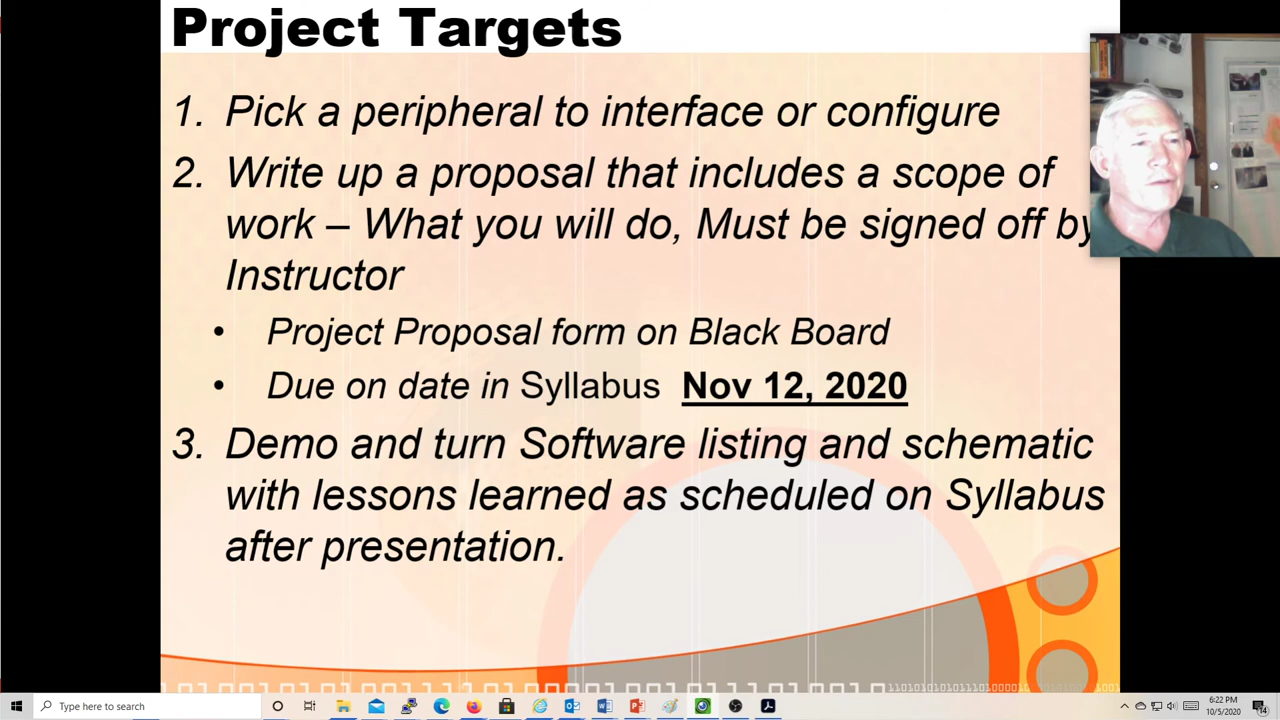 Project Targets
1. Pick a peripheral to interface or configure
2. Write up a proposal that includes a scope of
work – What you will do, Must be signed off by
Instructor
• Project Proposal form on Black Board
• Due on date in Syllabus Nov 12, 2020
3. Demo and turn Software listing and schematic
with lessons learned as scheduled on Syllabus
after presentation.
Type here to search
6:22 PM
10/5/2020
14